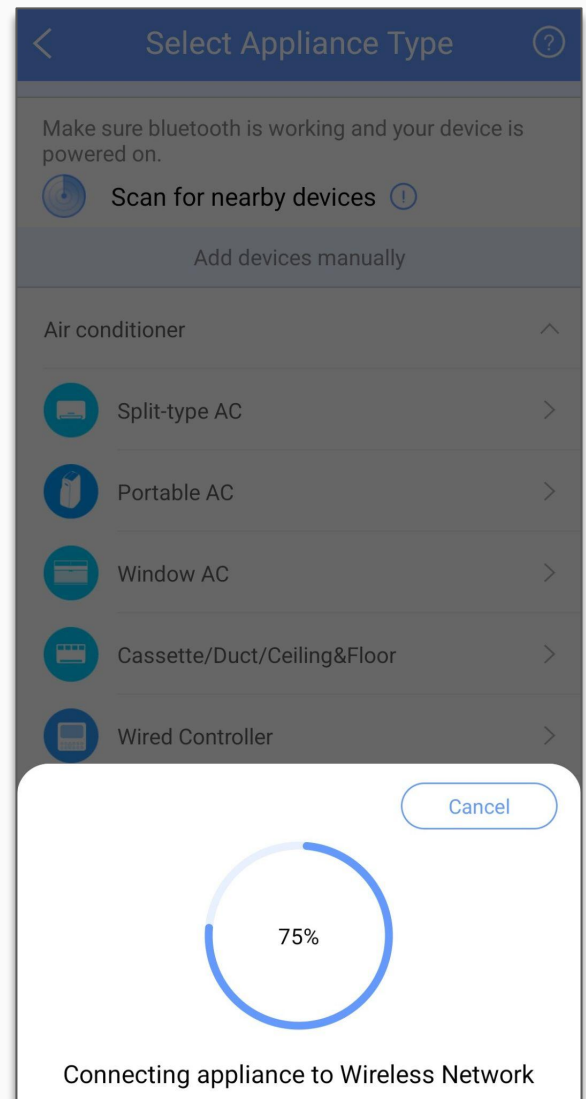 Select Appliance Type
?
Make sure bluetooth is working and your device is
powered on.
Scan for nearby devices !
Add devices manually
Air conditioner
Split-type AC
Portable AC
Window AC
Cassette/Duct/Ceiling&Floor
Wired Controller
Cancel
75%
Connecting appliance to Wireless Network